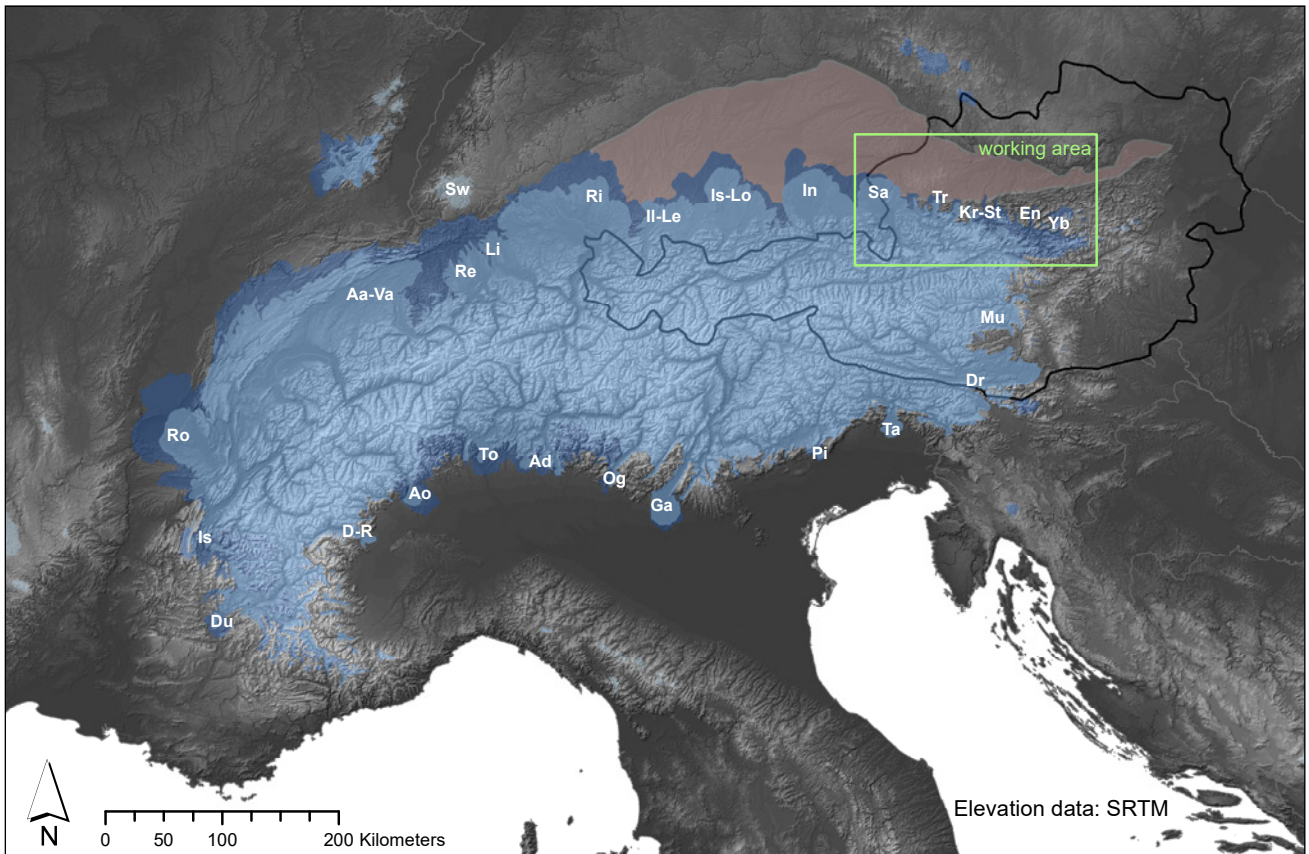 working area
Sw
Ri
Is-Lo
In
Sa
Tr
Il-Le
Kr-St
En
Yb
Li
Re
Aa-Va
Mu
Dr
Ro
Ta
To
Ad
Pi
Og
Ao
Ga
D-R
Is
Du
Elevation data: SRTM
N
0 50 100 200 Kilometers